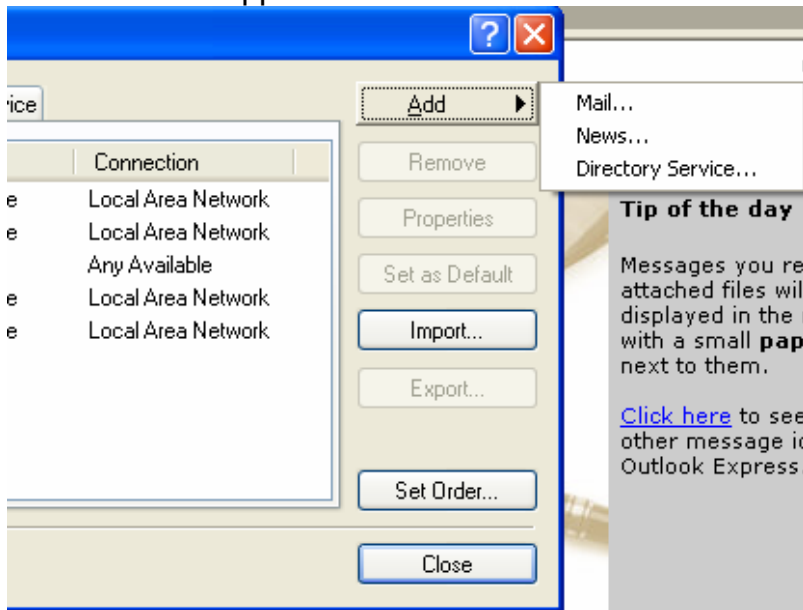 ice
Add
Mail...
News...
Directory Service...
Connection
Remove
e Local Area Network
e Local Area Network
Any Available
e Local Area Network
e Local Area Network
Properties
Set as Default
Import...
Export...
Set Order...
Close
Tip of the day
Messages you re
attached files wil
displayed in the
with a small pap
next to them.
Click here to see
other message ic
Outlook Express.